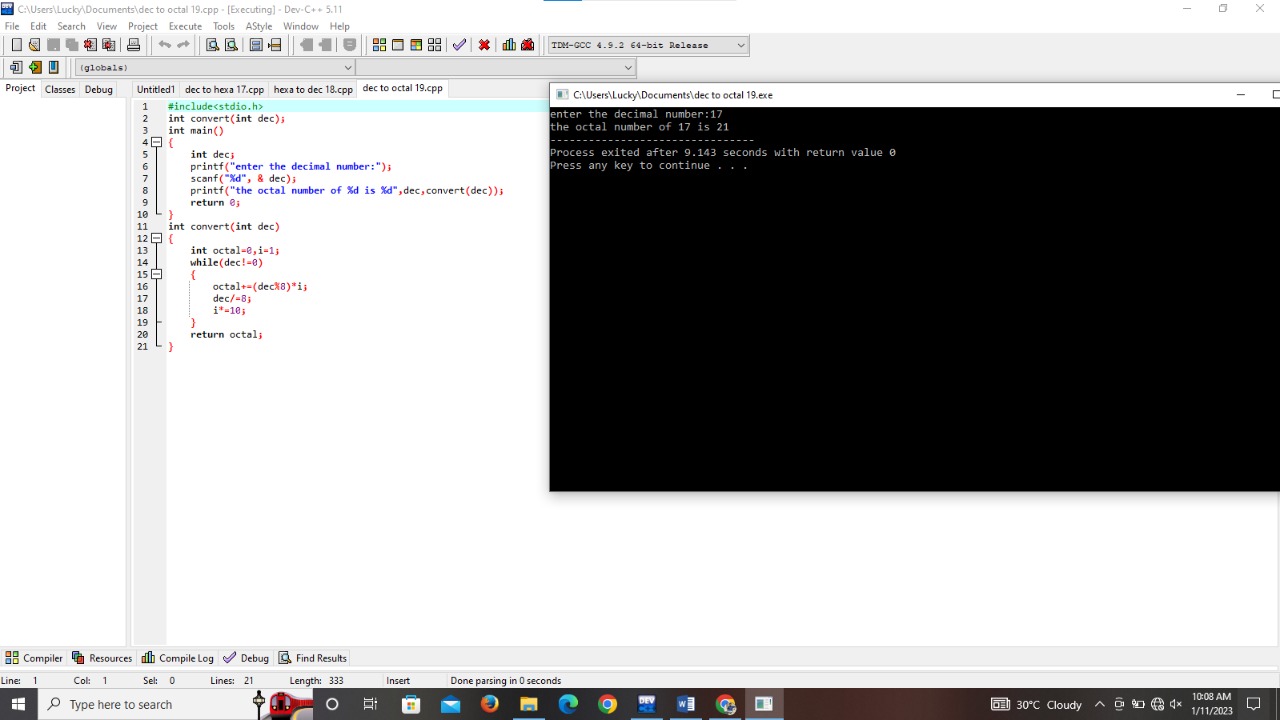 C:\Users\Lucky\Documents\dec to octal 19.cpp - [Executing] - Dev-C++ 5.11
File Edit Search View Project Execute Tools AStyle Window Help
TDM-GCC 4.9.2 64-bit Release
(globals)
Project Classes Debug
Untitled1 dec to hexa 17.cpp hexa to dec 18.cpp dec to octal 19.cpp
1 #include<stdio.h>
2 int convert(int dec);
3 int main()
4 {
5 int dec;
6 printf("enter the decimal number:");
7 scanf("%d", & dec);
8 printf("the octal number of %d is %d",dec,convert(dec));
9 return 0;
10 }
11 int convert(int dec)
12 {
13 int octal=0,i=1;
14 while(dec!=0)
15 {
16 octal+=(dec%8)*i;
17 dec/=8;
18 i*=10;
19 }
20 return octal;
21 }
C:\Users\Lucky\Documents\dec to octal 19.exe
enter the decimal number:17
the octal number of 17 is 21
--------------------------------
Process exited after 9.143 seconds with return value 0
Press any key to continue . . .
Compiler Resources Compile Log Debug Find Results
Line: 1 Col: 1 Sel: 0 Lines: 21 Length: 333 Insert Done parsing in 0 seconds
Type here to search
30°C Cloudy
10:08 AM
1/11/2023